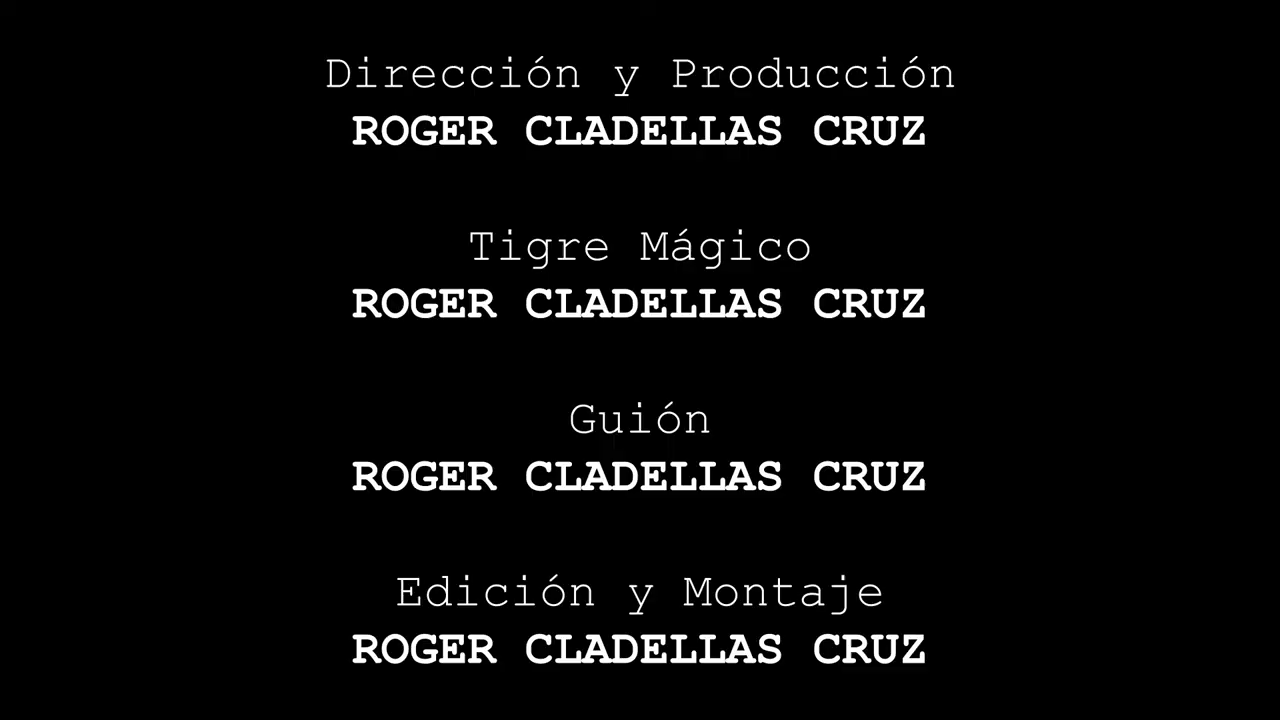 Dirección y Producción
ROGER CLADELLAS CRUZ
Tigre Mágico
ROGER CLADELLAS CRUZ
Guión
ROGER CLADELLAS CRUZ
Edición y Montaje
ROGER CLADELLAS CRUZ